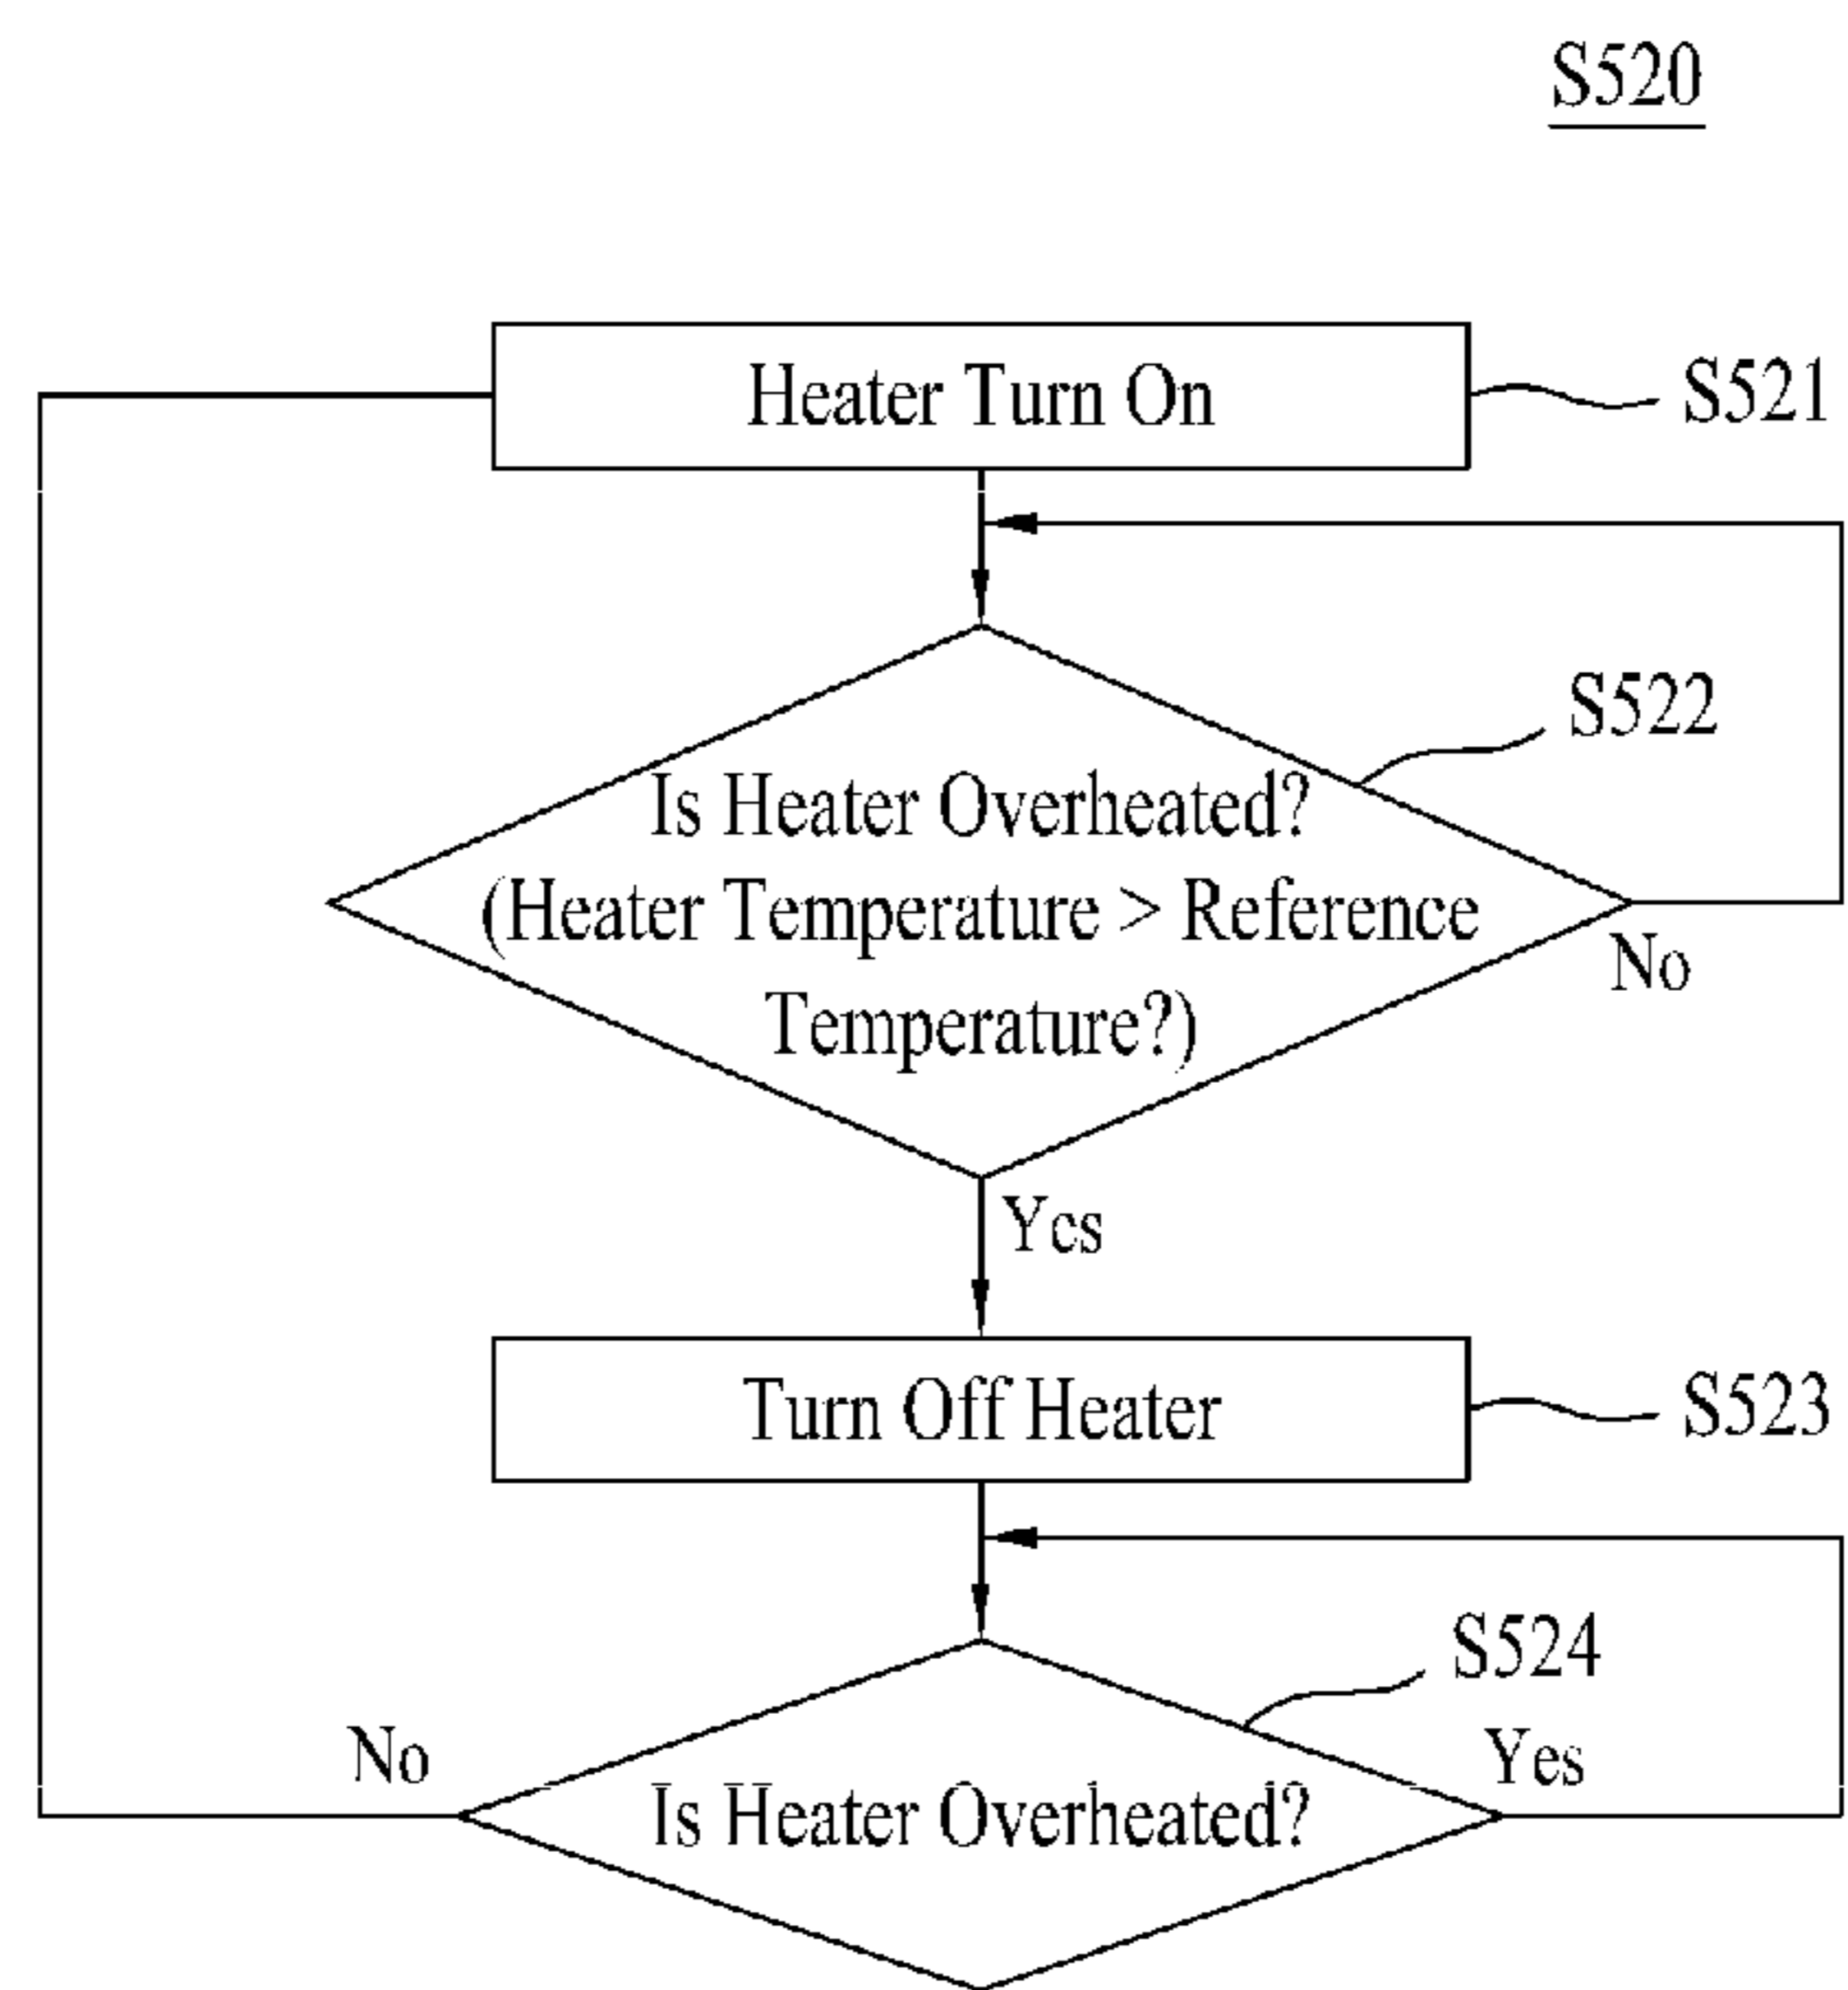 S520
Heater Turn On
S521
S522
Is Heater Overheated?
(Heater Temperature > Reference
Temperature?)
No
Yes
Turn Off Heater
S523
S524
No
Yes
Is Heater Overheated?